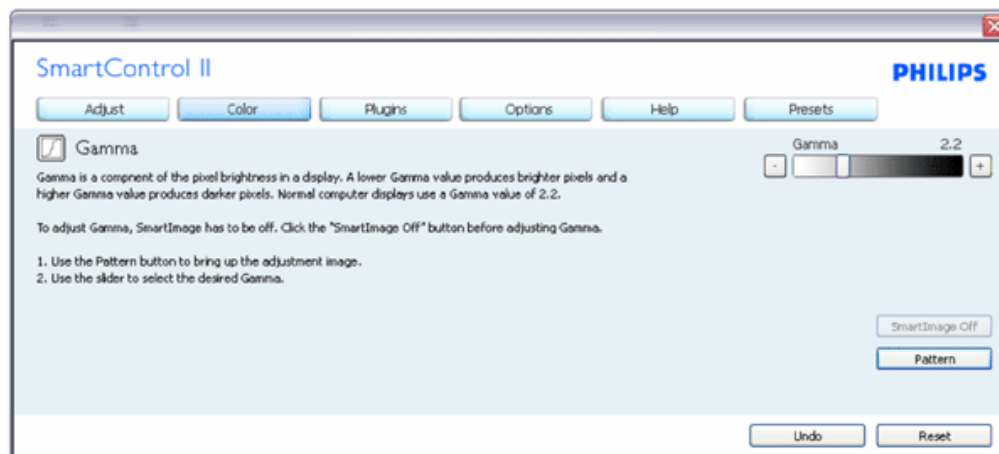 SmartControl II
PHILIPS
Adjust
Color
Plugins
Options
Help
Presets
Gamma
Gamma 2.2
- +
Gamma is a compnent of the pixel brightness in a display. A lower Gamma value produces brighter pixels and a
higher Gamma value produces darker pixels. Normal computer displays use a Gamma value of 2.2.
To adjust Gamma, SmartImage has to be off. Click the "SmartImage Off" button before adjusting Gamma.
1. Use the Pattern button to bring up the adjustment image.
2. Use the slider to select the desired Gamma.
SmartImage Off
Pattern
Undo
Reset